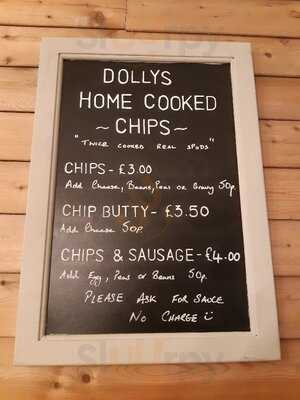 DOLLYS
HOME COOKED
~ CHIPS ~
"TWICE COOKED REAL SPUDS"
CHIPS - £3.00
Add Cheese, Beans, Peas or Gravy 50p.
CHIP BUTTY - £3.50
Add Cheese 50p.
CHIPS & SAUSAGE - £4.00
Add Egg, Peas or Beans 50p.
PLEASE ASK FOR SAUCE
NO CHARGE